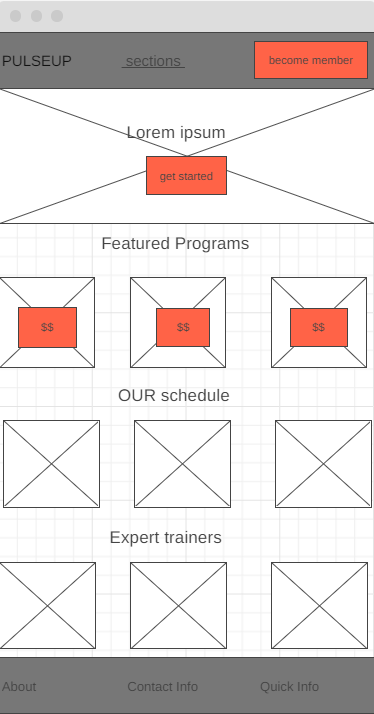 PULSEUP
sections
become member
Lorem ipsum
get started
Featured Programs
$$
$$
$$
OUR schedule
Expert trainers
About
Contact Info
Quick Info